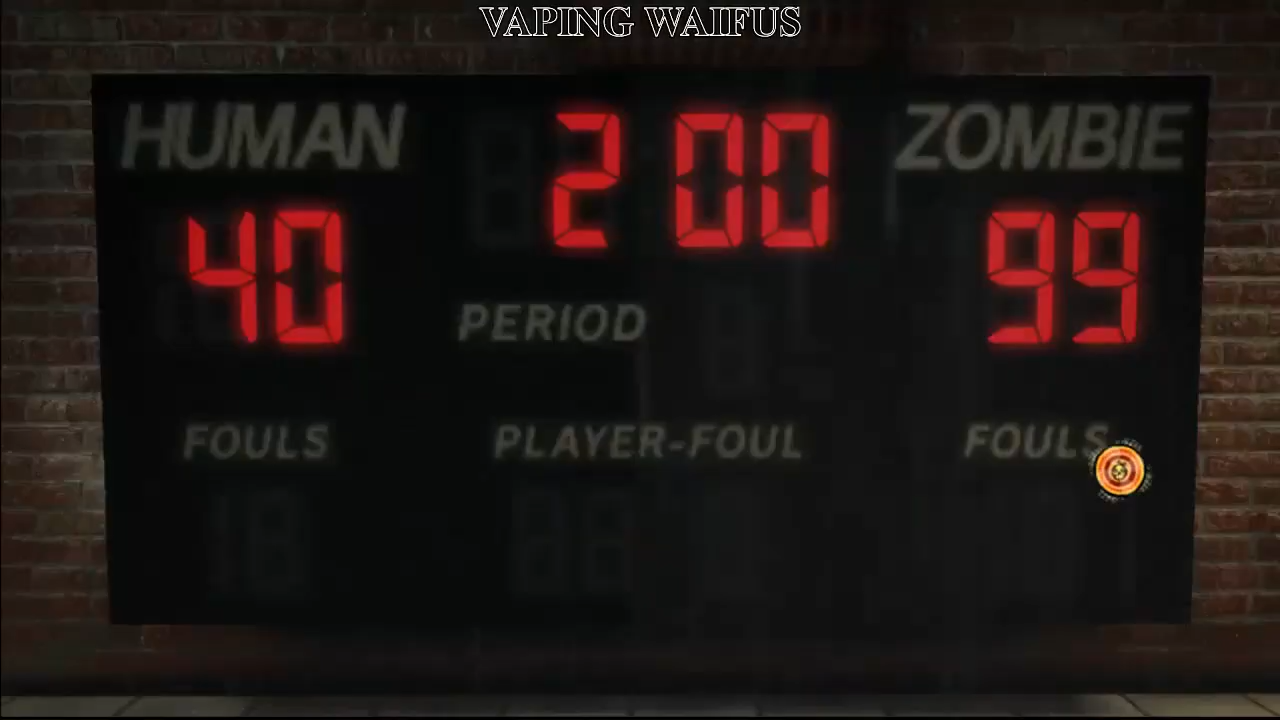 VAPING WAIFUS
HUMAN 2 00 ZOMBIE
40 99
PERIOD
FOULS PLAYER-FOUL FOULS